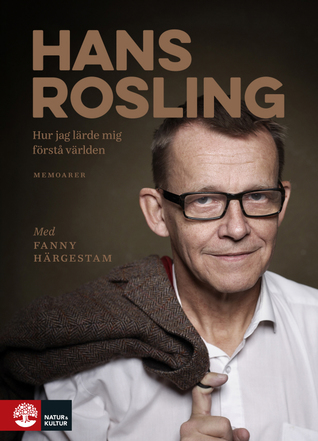 HANS
ROSLING
Hur jag lärde mig
förstå världen
MEMOARER
Med
FANNY
HÄRGESTAM
NATUR &
KULTUR